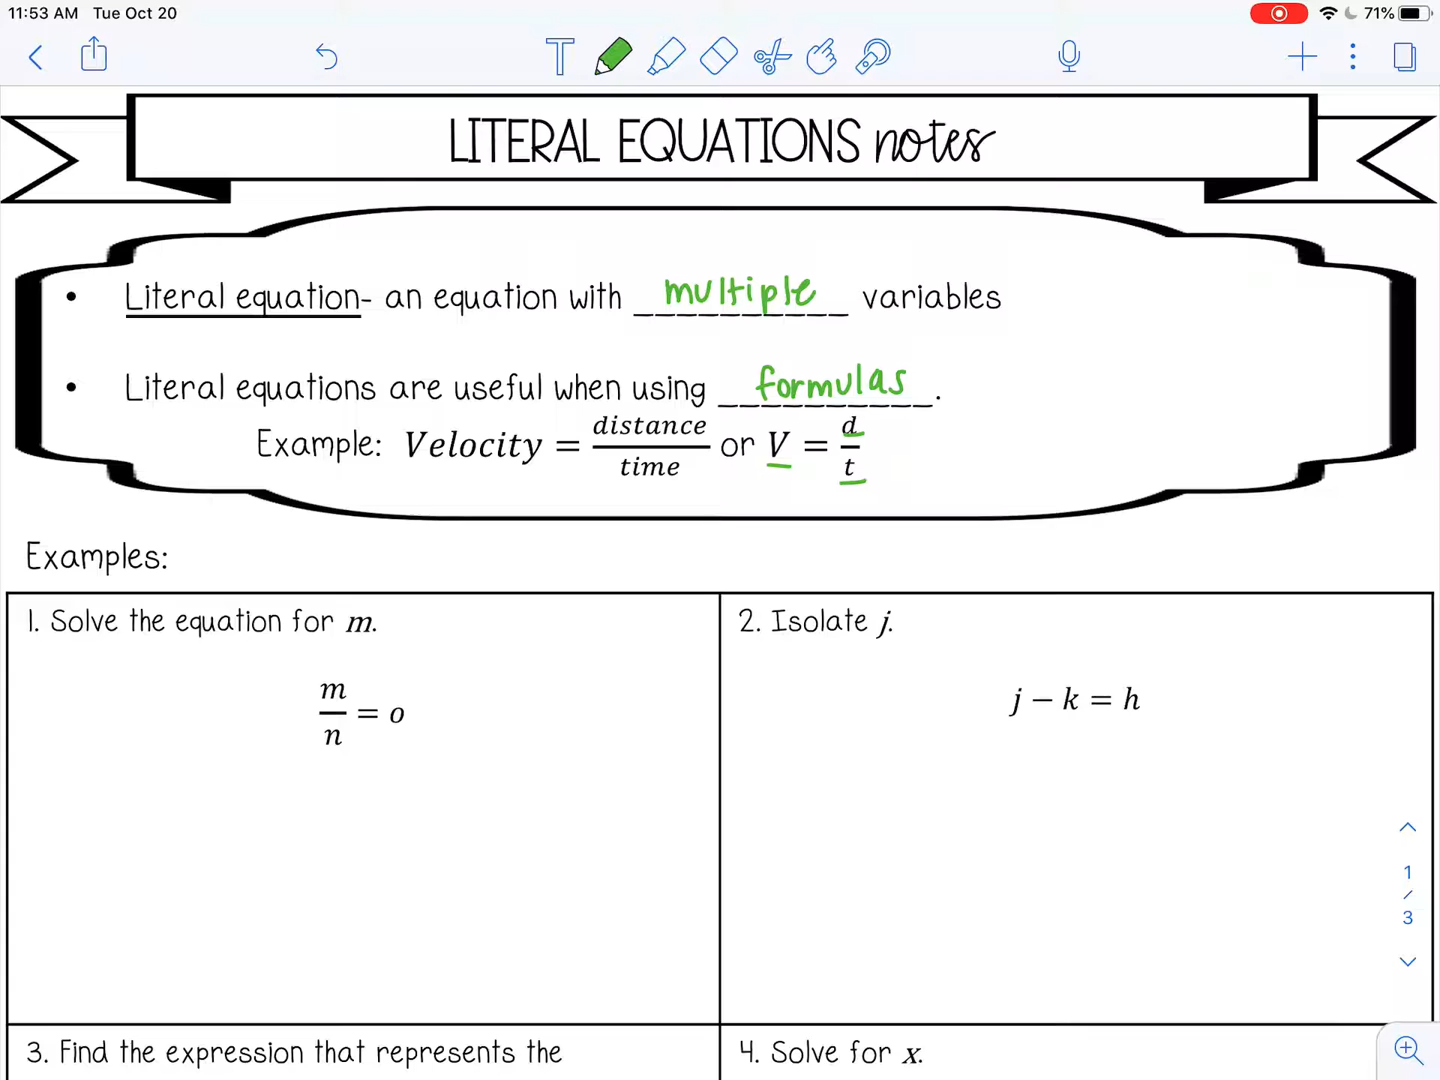 11:53 AM Tue Oct 20
71%
LITERAL EQUATIONS notes
• Literal equation- an equation with multiple variables
• Literal equations are useful when using formulas.
Example: Velocity = distance/time or V = d/t
Examples:
1. Solve the equation for m.
m/n = o
2. Isolate j.
j − k = h
1
/
3
3. Find the expression that represents the
4. Solve for x.